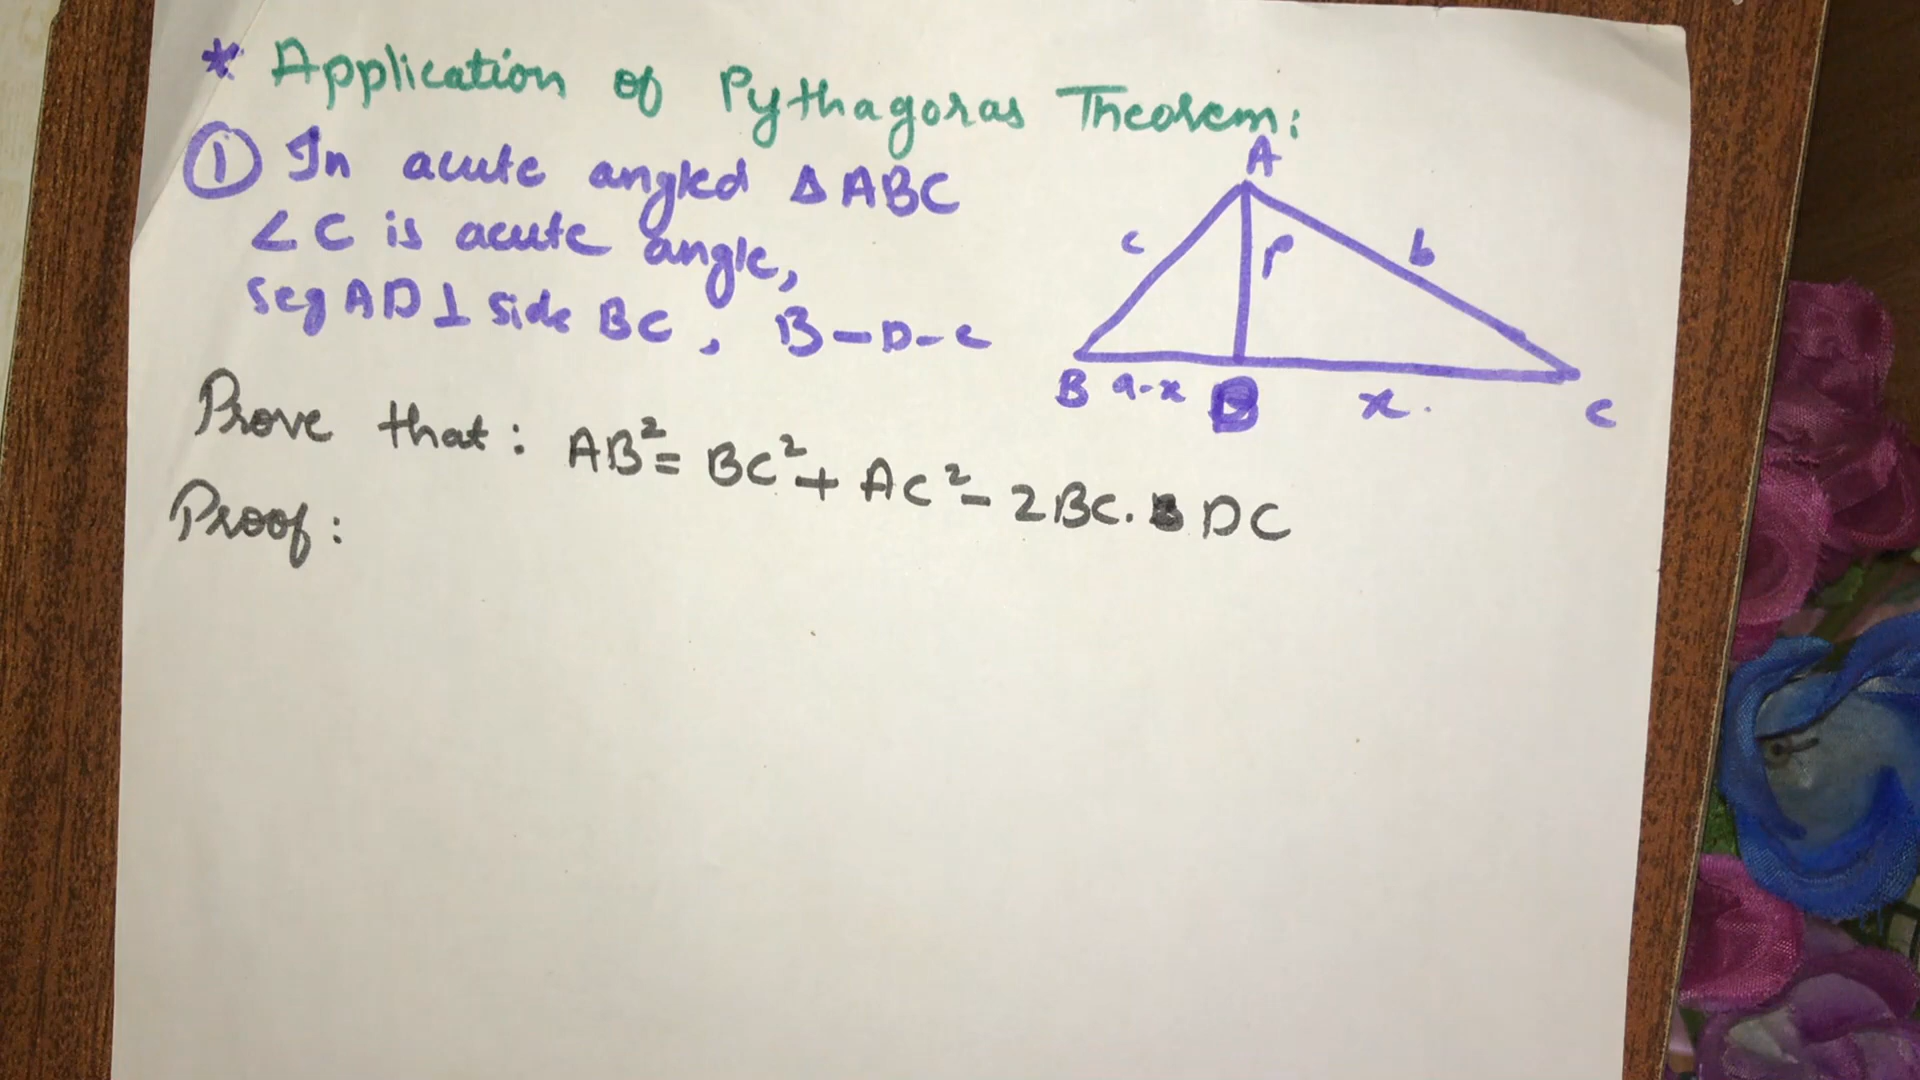 * Application of Pythagoras Theorem:
① In acute angled △ABC
∠C is acute angle,
seg AD ⊥ side BC, B-D-C
A
c
p
b
B a-x D x. C
Prove that: AB² = BC² + AC² - 2BC. DC
Proof: